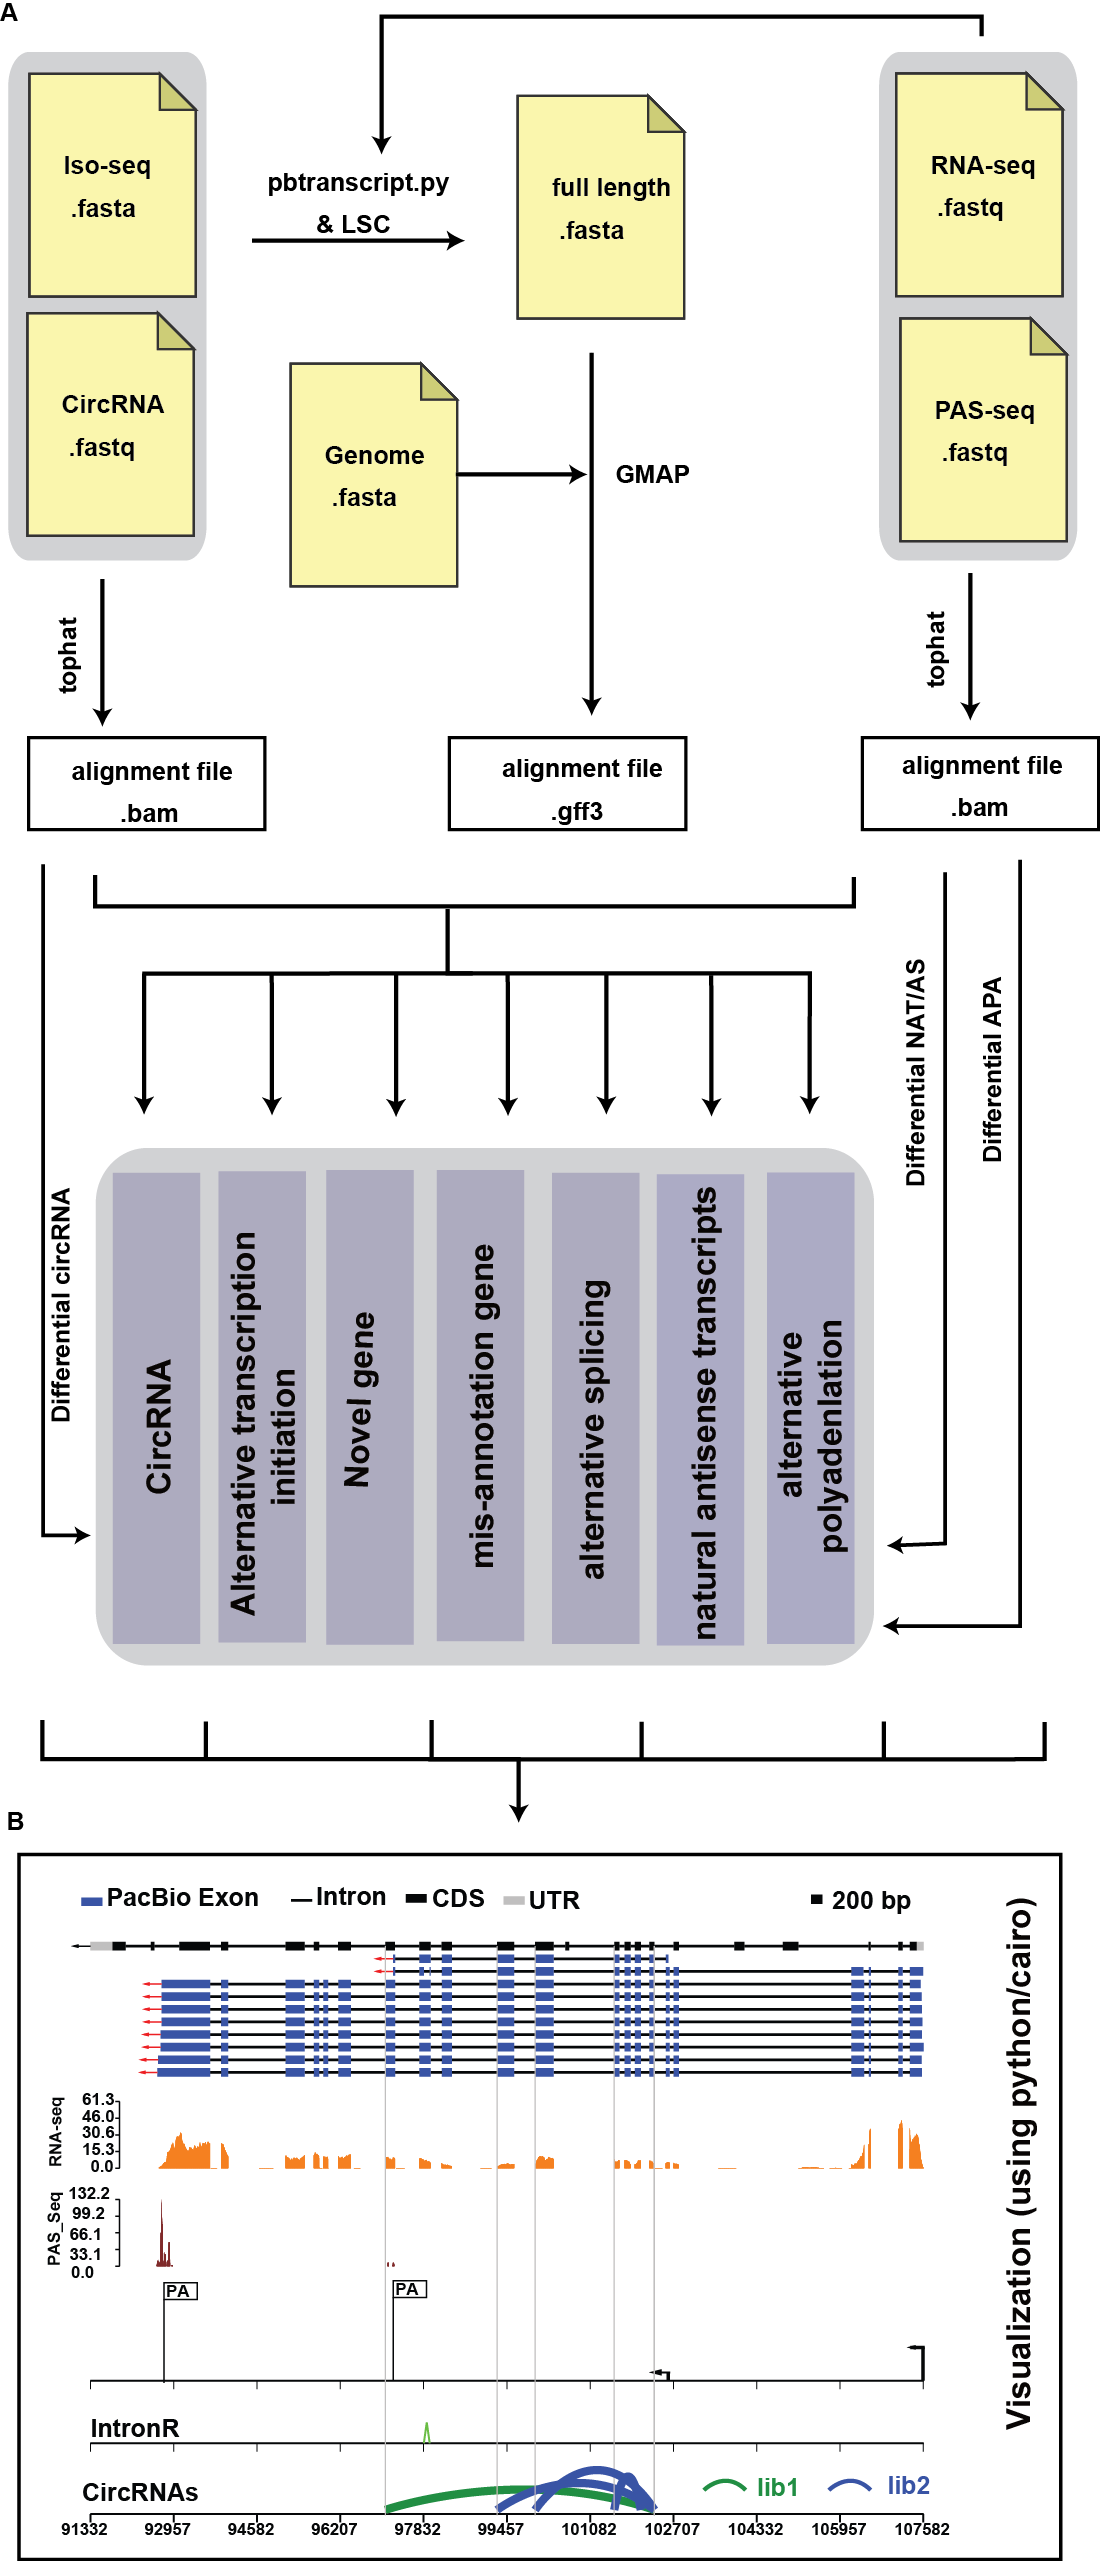 A
Iso-seq
.fasta
CircRNA
.fastq
pbtranscript.py
& LSC
full length
.fasta
RNA-seq
.fastq
PAS-seq
.fastq
Genome
.fasta
GMAP
tophat
tophat
alignment file
.bam
alignment file
.gff3
alignment file
.bam
Differential circRNA
Differential NAT/AS
Differential APA
CircRNA
Alternative transcription
initiation
Novel gene
mis-annotation gene
alternative splicing
natural antisense transcripts
alternative
polyadenlation
B
PacBio Exon Intron CDS UTR 200 bp
Visualization (using python/cairo)
RNA-seq
61.3
46.0
30.6
15.3
0.0
PAS_Seq
132.2
99.2
66.1
33.1
0.0
PA PA
IntronR
CircRNAs lib1 lib2
91332 92957 94582 96207 97832 99457 101082 102707 104332 105957 107582